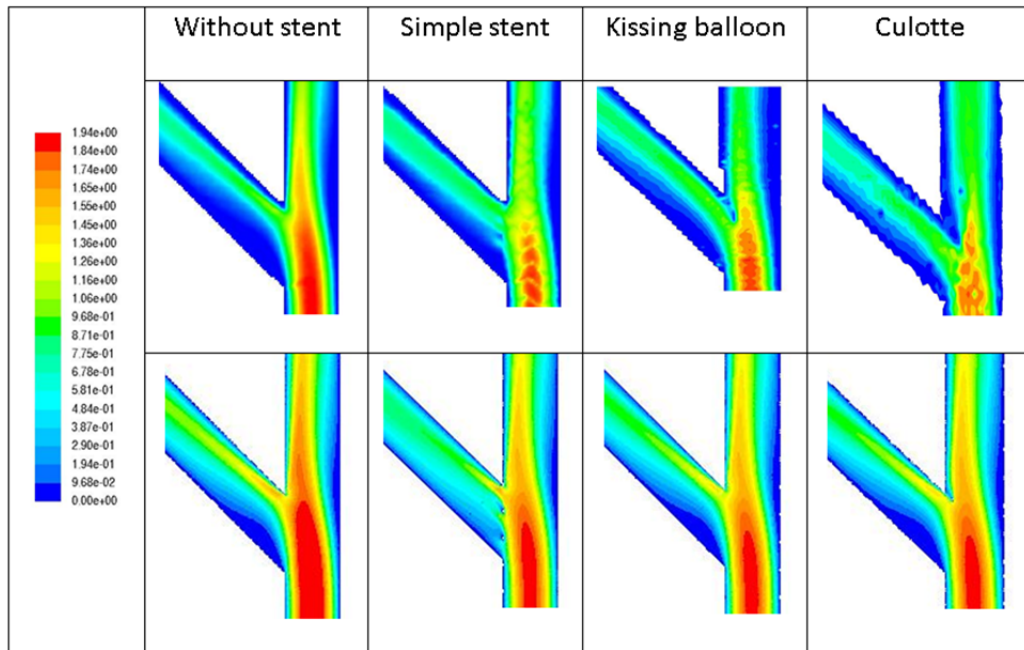 Without stent
Simple stent
Kissing balloon
Culotte
1.94e+00
1.84e+00
1.74e+00
1.65e+00
1.55e+00
1.45e+00
1.36e+00
1.26e+00
1.16e+00
1.06e+00
9.68e-01
8.71e-01
7.75e-01
6.78e-01
5.81e-01
4.84e-01
3.87e-01
2.90e-01
1.94e-01
9.68e-02
0.00e+00